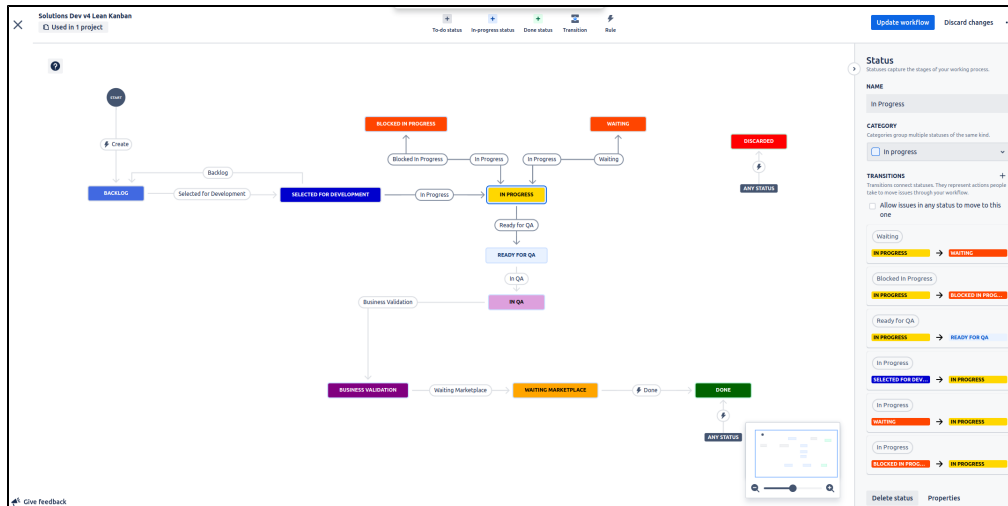 Solutions Dev v4 Lean Kanban
Used in 1 project
To-do status
In-progress status
Done status
Transition
Rule
Update workflow
Discard changes
START
Create
Backlog
BACKLOG
Selected for Development
SELECTED FOR DEVELOPMENT
In Progress
BLOCKED IN PROGRESS
WAITING
Blocked In Progress
In Progress
In Progress
Waiting
IN PROGRESS
DISCARDED
ANY STATUS
Ready for QA
READY FOR QA
In QA
IN QA
Business Validation
BUSINESS VALIDATION
Waiting Marketplace
WAITING MARKETPLACE
Done
DONE
ANY STATUS
Give feedback
Status
Statuses capture the stages of your working process.
NAME
In Progress
CATEGORY
Categories group multiple statuses of the same kind.
In progress
TRANSITIONS
Transitions connect statuses. They represent actions people
take to move issues through your workflow.
Allow issues in any status to move to this
one
Waiting
IN PROGRESS → WAITING
Blocked In Progress
IN PROGRESS → BLOCKED IN PROG...
Ready for QA
IN PROGRESS → READY FOR QA
In Progress
SELECTED FOR DEV... → IN PROGRESS
In Progress
WAITING → IN PROGRESS
In Progress
BLOCKED IN PROG... → IN PROGRESS
Delete status
Properties